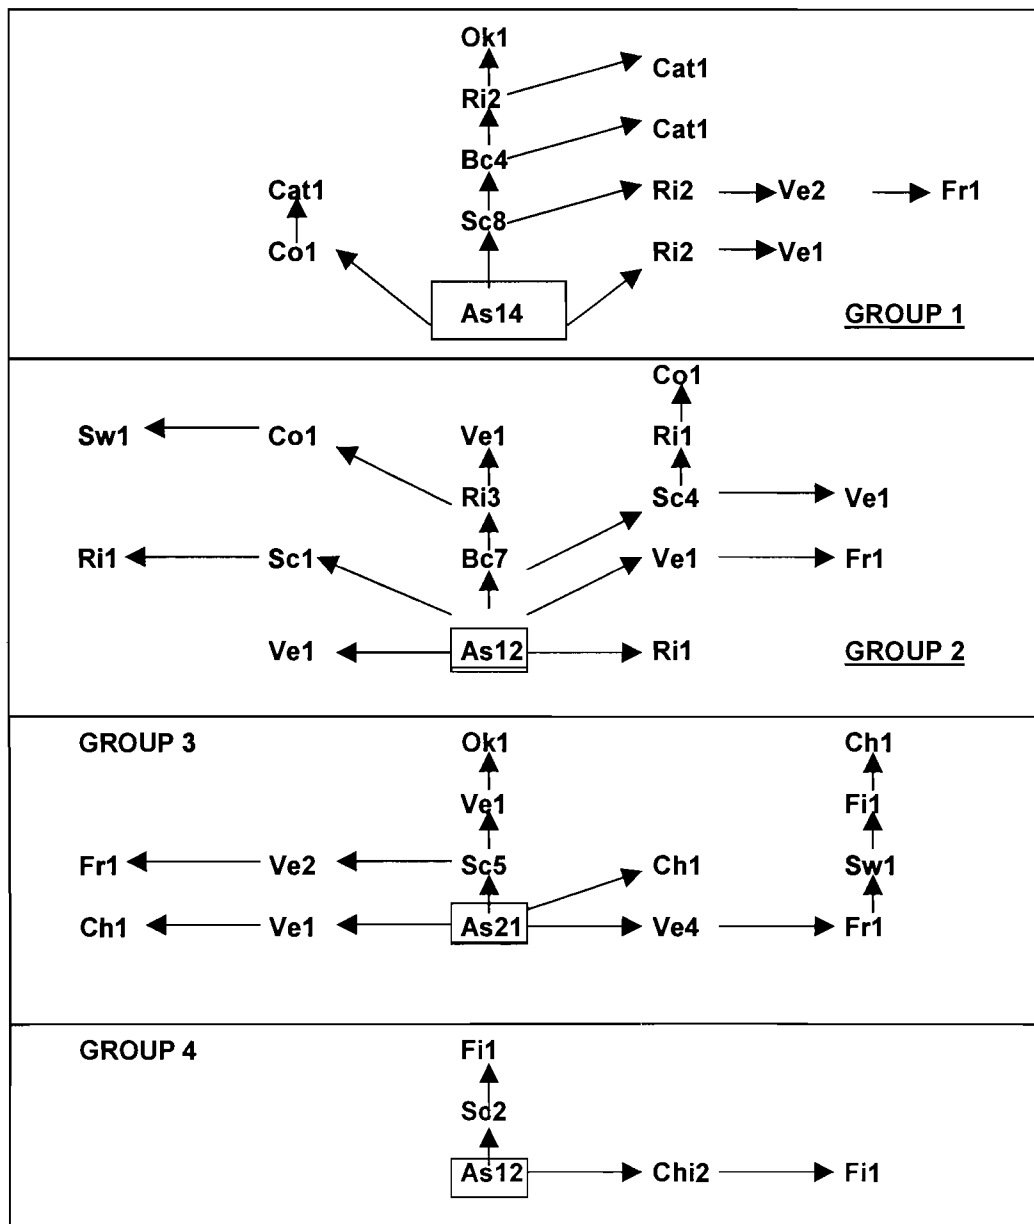 Ok1
Cat1
Ri2
Cat1
Bc4
Cat1 Ri2 Ve2 Fr1
Sc8
Co1 Ri2 Ve1
As14 GROUP 1
Co1
Sw1 Co1 Ve1 Ri1
Ri3 Sc4 Ve1
Ri1 Sc1 Bc7 Ve1 Fr1
Ve1 As12 Ri1 GROUP 2
GROUP 3 Ok1 Ch1
Ve1 Fi1
Fr1 Ve2 Sc5 Ch1 Sw1
Ch1 Ve1 As21 Ve4 Fr1
GROUP 4 Fi1
Sc2
As12 Chi2 Fi1